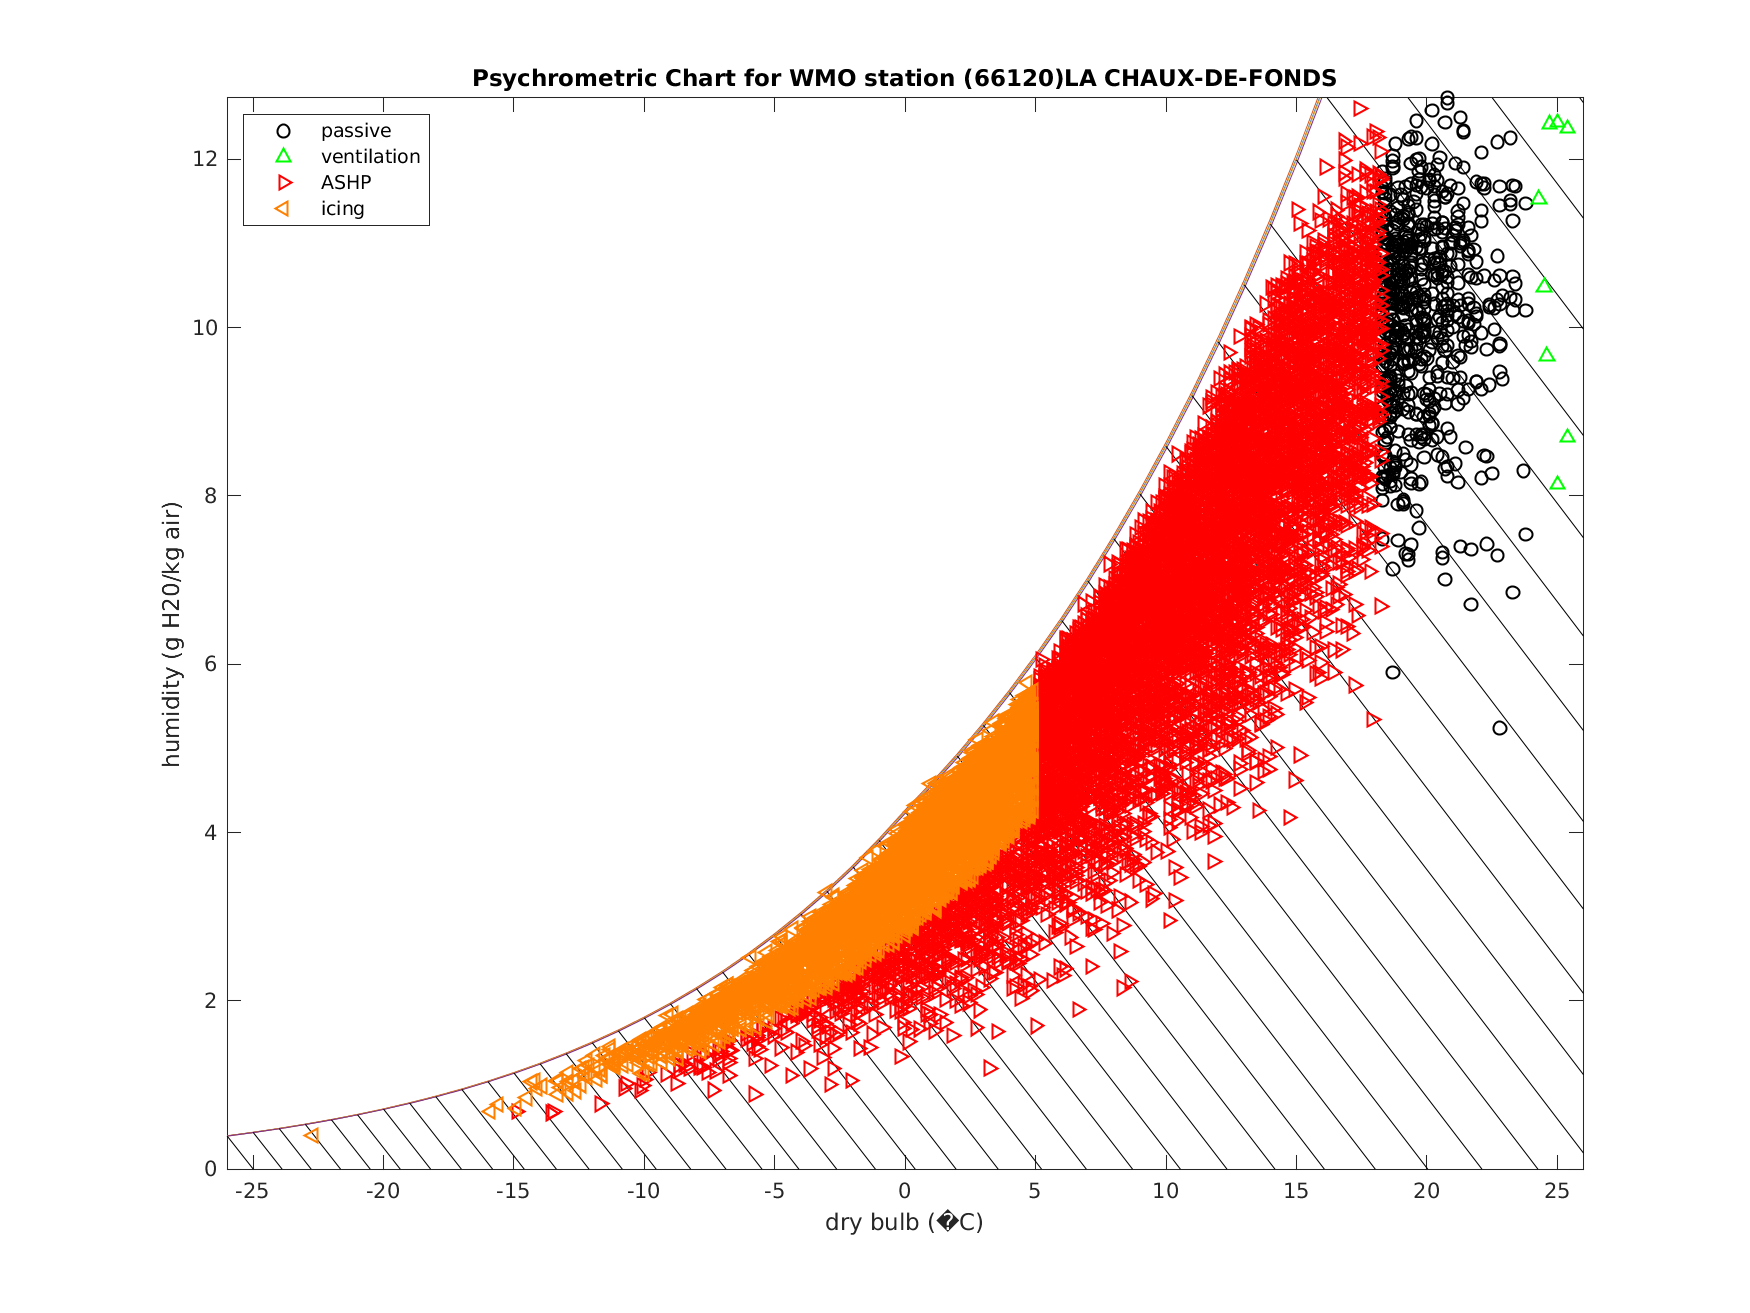 Psychrometric Chart for WMO station (66120)LA CHAUX-DE-FONDS
passive
ventilation
ASHP
icing
humidity (g H20/kg air)
12
10
8
6
4
2
0
-25 -20 -15 -10 -5 0 5 10 15 20 25
dry bulb (�C)